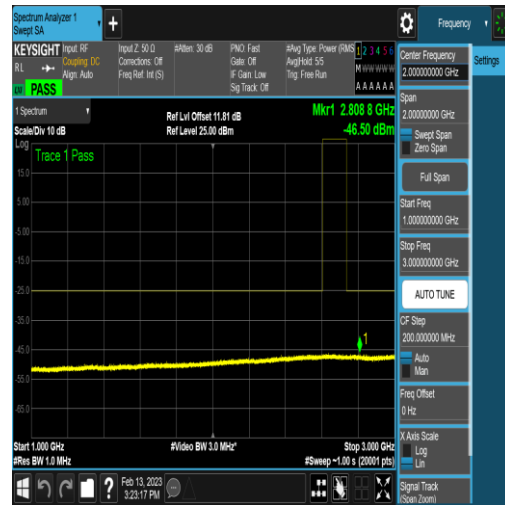 Spectrum Analyzer 1
Swept SA
+
Frequency
KEYSIGHT
Input: RF
Coupling: DC
Align: Auto
Input Z: 50 Ω
Corrections: Off
Freq Ref: Int (S)
#Atten: 30 dB
PNO: Fast
Gate: Off
IF Gain: Low
Sig Track: Off
#Avg Type: Power (RMS
Avg|Hold: 5/5
Trig: Free Run
1 2 3 4 5 6
M W W W W W
A A A A A A
R L
PASS
1 Spectrum
Scale/Div 10 dB
Ref Lvl Offset 11.81 dB
Ref Level 25.00 dBm
Mkr1 2.808 8 GHz
-46.50 dBm
Log
Trace 1 Pass
15.0
5.00
-5.00
-15.0
-25.0
-35.0
-45.0
-55.0
-65.0
1
Start 1.000 GHz
#Res BW 1.0 MHz
#Video BW 3.0 MHz*
Stop 3.000 GHz
#Sweep ~1.00 s (20001 pts)
Feb 13, 2023
3:23:17 PM
?
Center Frequency
2.000000000 GHz
Settings
Span
2.00000000 GHz
Swept Span
Zero Span
Full Span
Start Freq
1.000000000 GHz
Stop Freq
3.000000000 GHz
AUTO TUNE
CF Step
200.000000 MHz
Auto
Man
Freq Offset
0 Hz
X Axis Scale
Log
Lin
Signal Track
(Span Zoom)